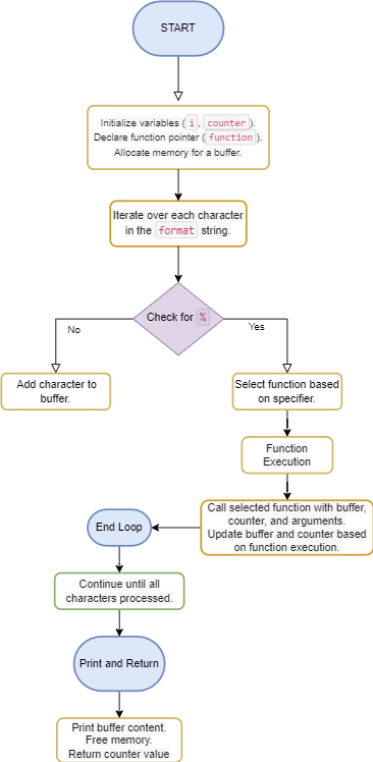 START
Initialize variables ( i, counter ).
Declare function pointer ( function ).
Allocate memory for a buffer.
Iterate over each character
in the format string.
Check for %
No
Yes
Add character to
buffer.
Select function based
on specifier.
Function
Execution
Call selected function with buffer,
counter, and arguments.
Update buffer and counter based
on function execution.
End Loop
Continue until all
characters processed.
Print and Return
Print buffer content.
Free memory.
Return counter value